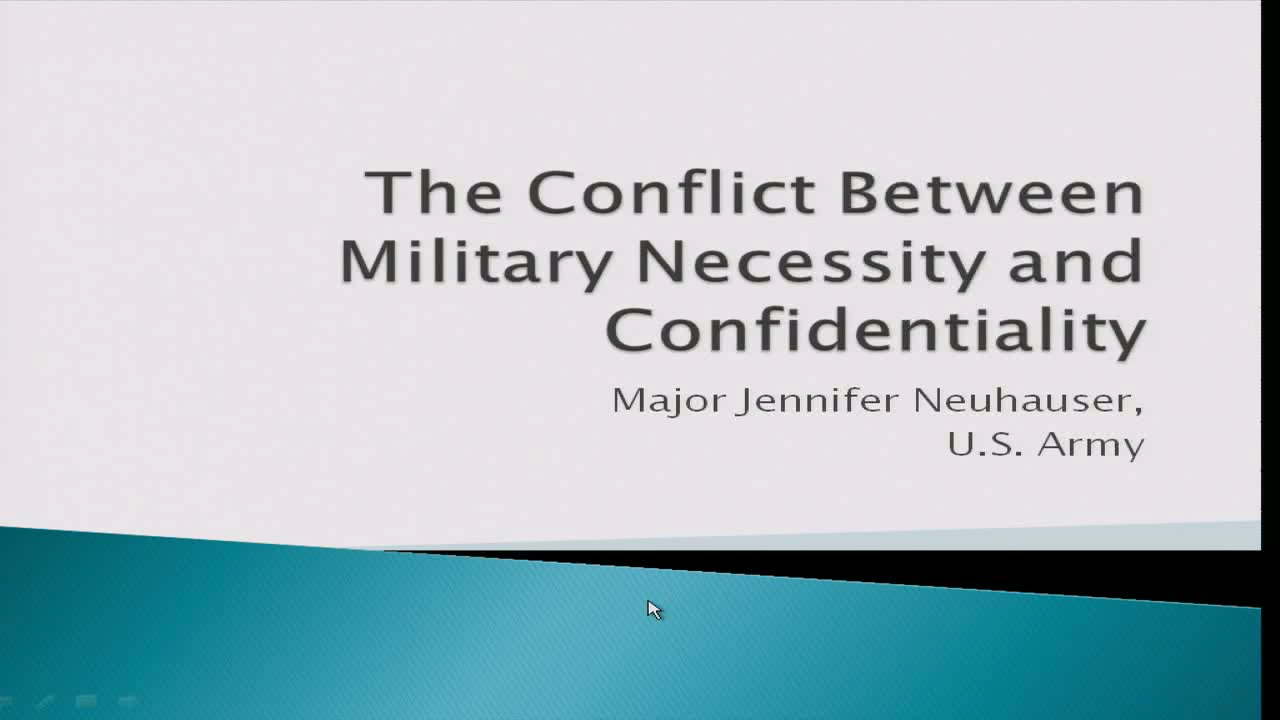 The Conflict Between
Military Necessity and
Confidentiality
Major Jennifer Neuhauser,
U.S. Army